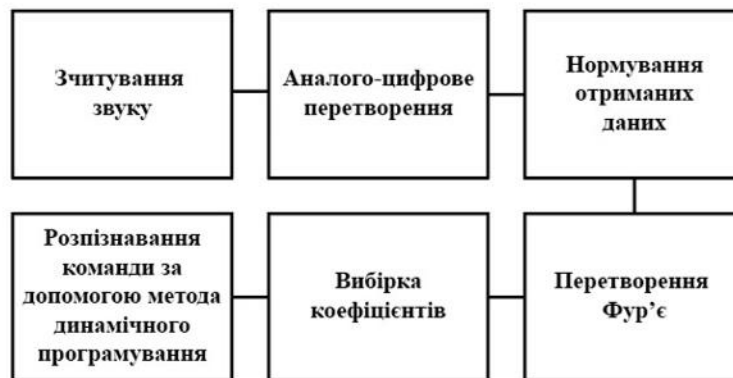 Зчитування
звуку
Аналого-цифрове
перетворення
Нормування
отриманих
даних
Розпізнавання
команди за
допомогою метода
динамічного
програмування
Вибірка
коефіцієнтів
Перетворення
Фур’є